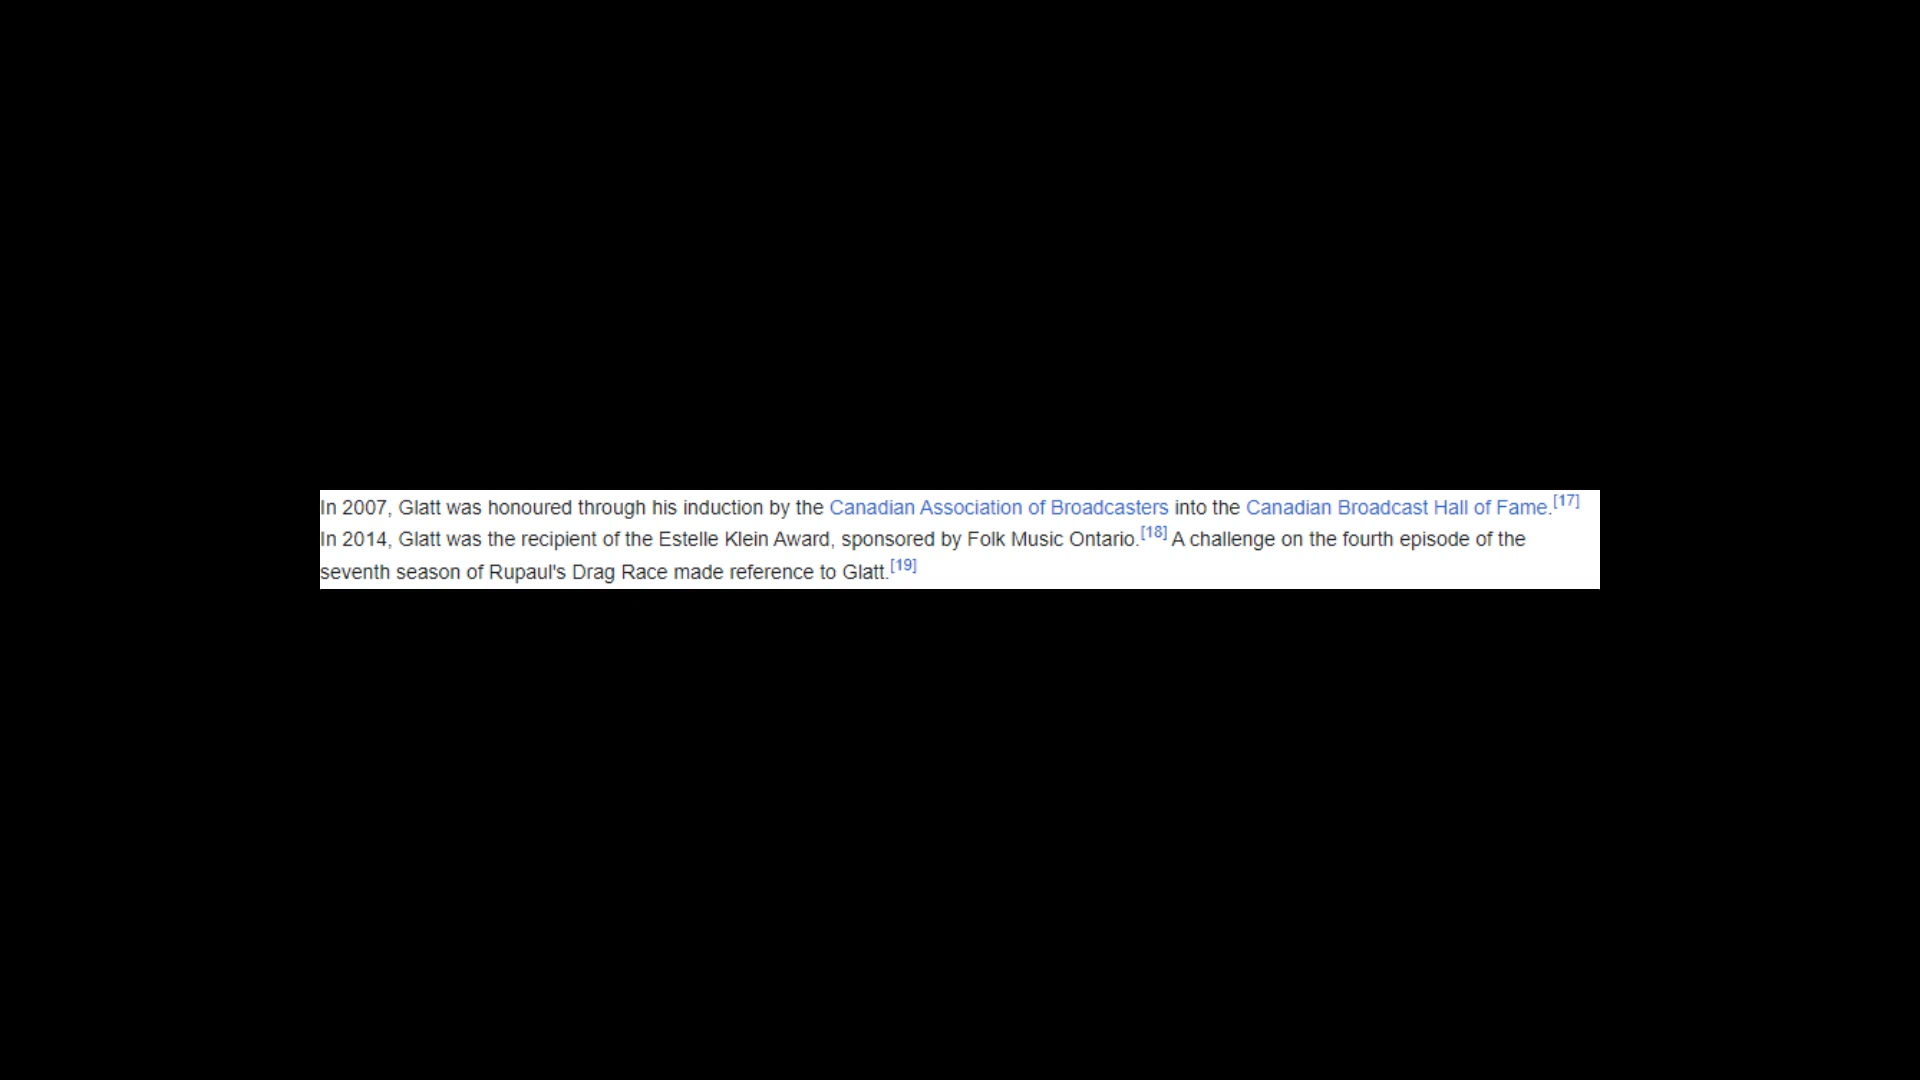 In 2007, Glatt was honoured through his induction by the Canadian Association of Broadcasters into the Canadian Broadcast Hall of Fame.[17]
In 2014, Glatt was the recipient of the Estelle Klein Award, sponsored by Folk Music Ontario.[18] A challenge on the fourth episode of the
seventh season of Rupaul's Drag Race made reference to Glatt.[19]